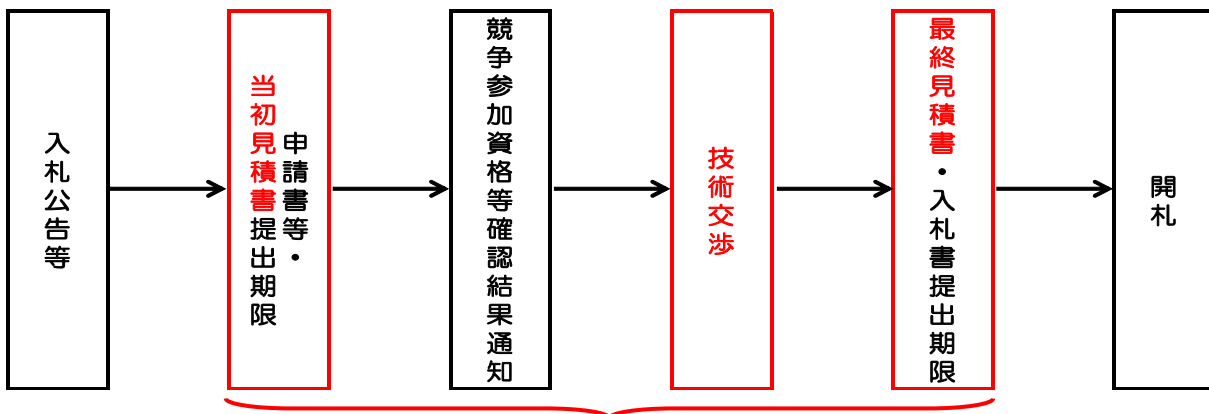 入札公告等
申請書等・
当初見積書提出期限
競争参加資格等確認結果通知
技術交渉
最終見積書・入札書提出期限
開札